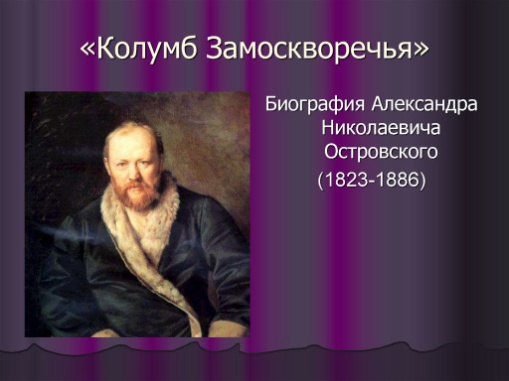 «Колумб Замоскворечья»
Биография Александра
Николаевича
Островского
(1823-1886)